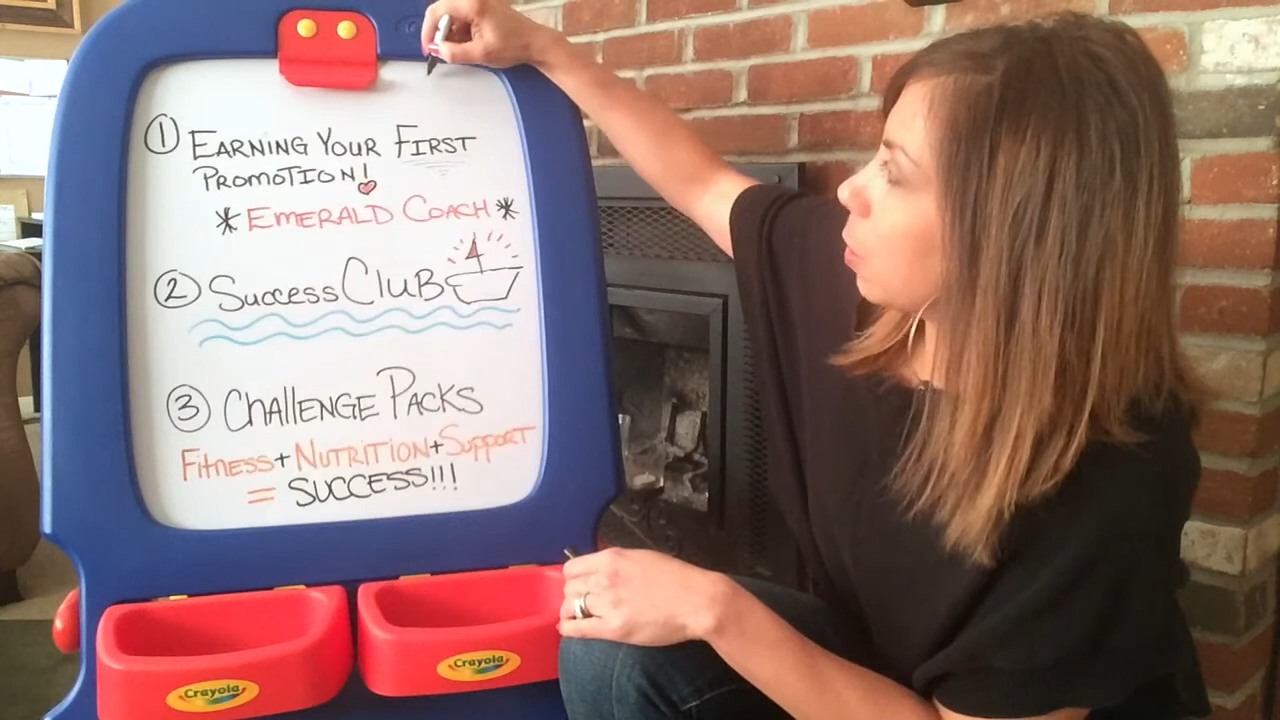 ① EARNING YOUR FIRST
PROMOTION!
* EMERALD COACH *
② SUCCESS CLUB
③ CHALLENGE PACKS
FITNESS + NUTRITION + SUPPORT
= SUCCESS!!!
Crayola
Crayola